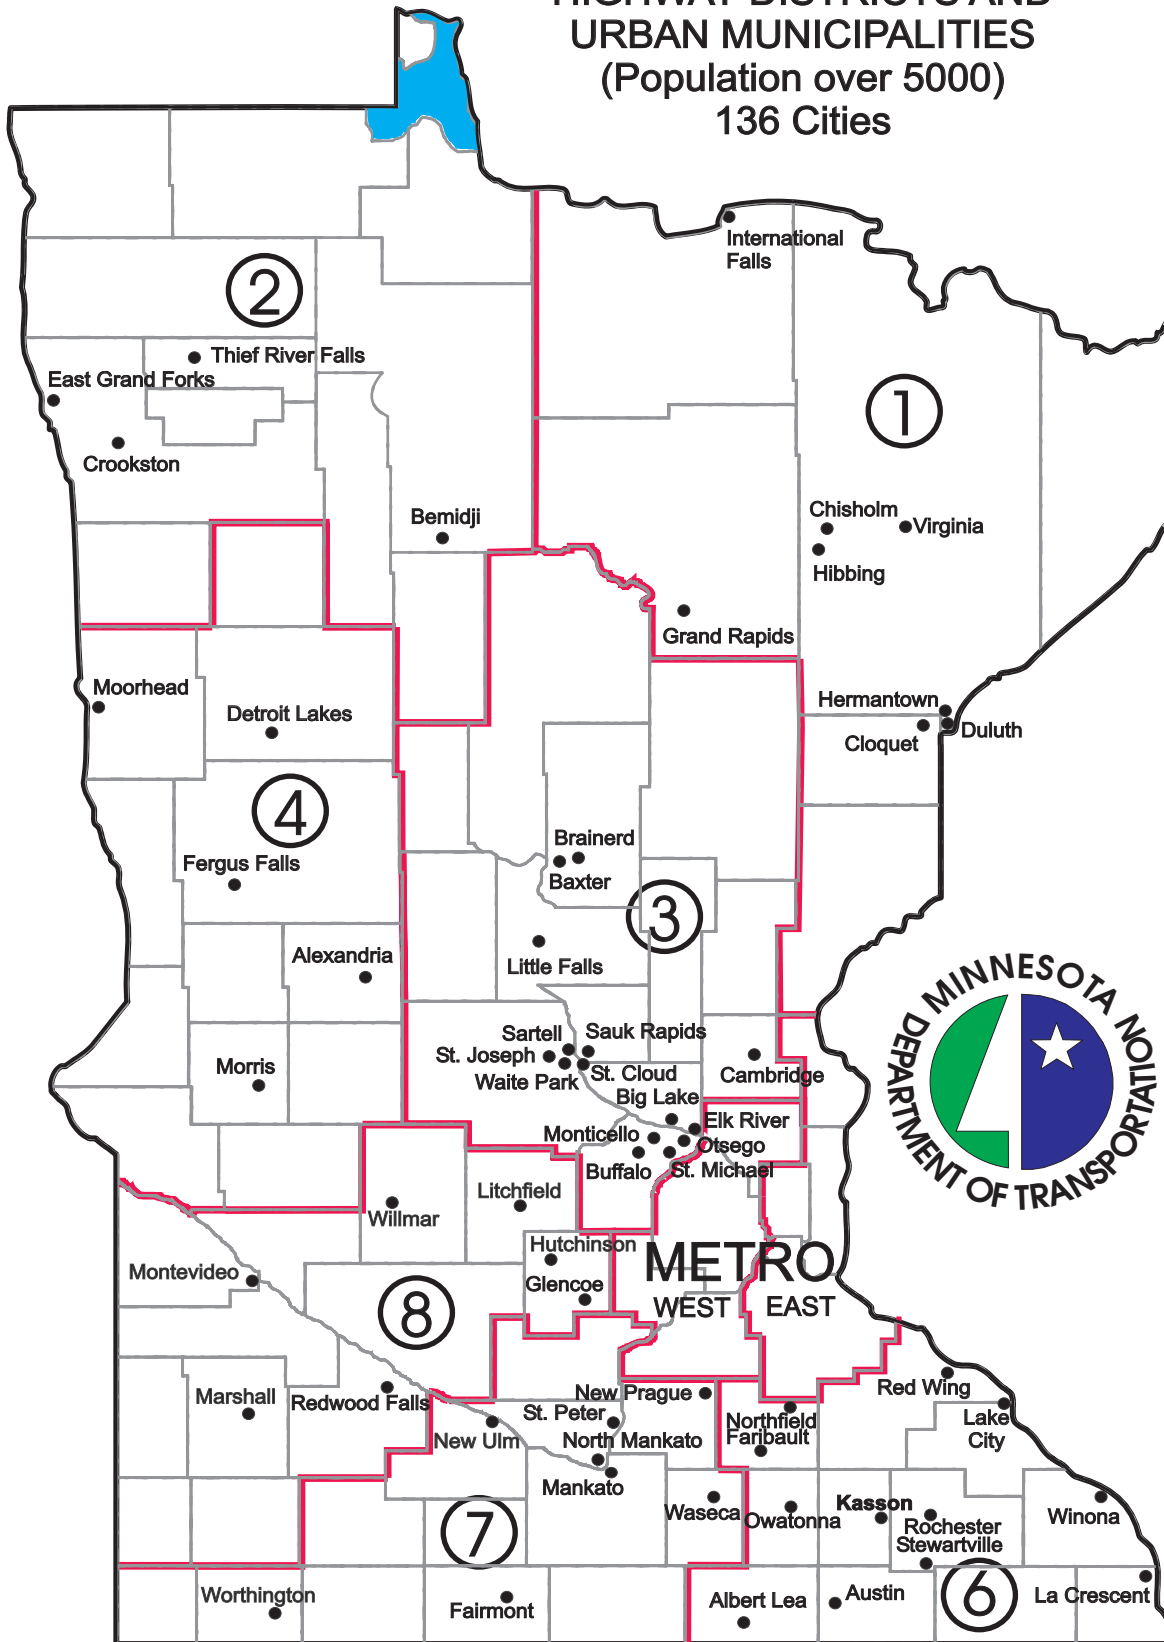 HIGHWAY DISTRICTS AND
URBAN MUNICIPALITIES
(Population over 5000)
136 Cities
International
Falls
2
Thief River Falls
East Grand Forks
1
Crookston
Chisholm
Virginia
Bemidji
Hibbing
Grand Rapids
Moorhead
Hermantown
Detroit Lakes
Duluth
Cloquet
4
Brainerd
Fergus Falls
Baxter
3
Alexandria
Little Falls
MINNESOTA
DEPARTMENT OF TRANSPORTATION
Sartell
Sauk Rapids
St. Joseph
Morris
Waite Park
St. Cloud
Cambridge
Big Lake
Elk River
Monticello
Otsego
Buffalo
St. Michael
Litchfield
Willmar
Hutchinson
METRO
Montevideo
Glencoe
WEST
EAST
8
Red Wing
Marshall
Redwood Falls
New Prague
St. Peter
Northfield
Lake
City
New Ulm
North Mankato
Faribault
Mankato
Waseca
Owatonna
Kasson
Rochester
Winona
7
Stewartville
Worthington
Fairmont
Albert Lea
Austin
6
La Crescent